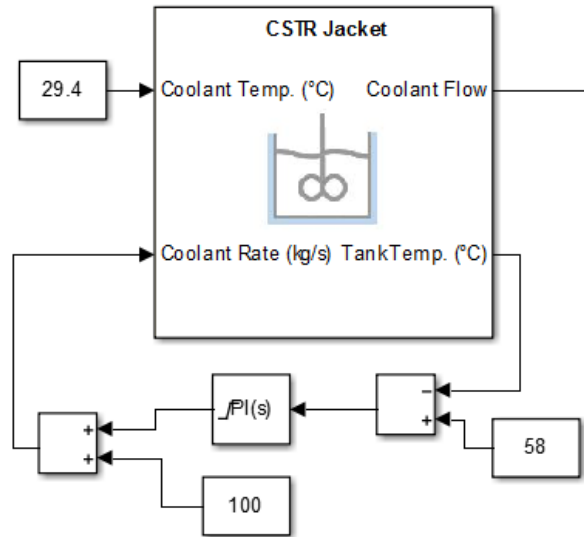 CSTR Jacket
29.4
Coolant Temp. (°C) Coolant Flow
Coolant Rate (kg/s) TankTemp. (°C)
−
+
PI(s)
+
+
58
100